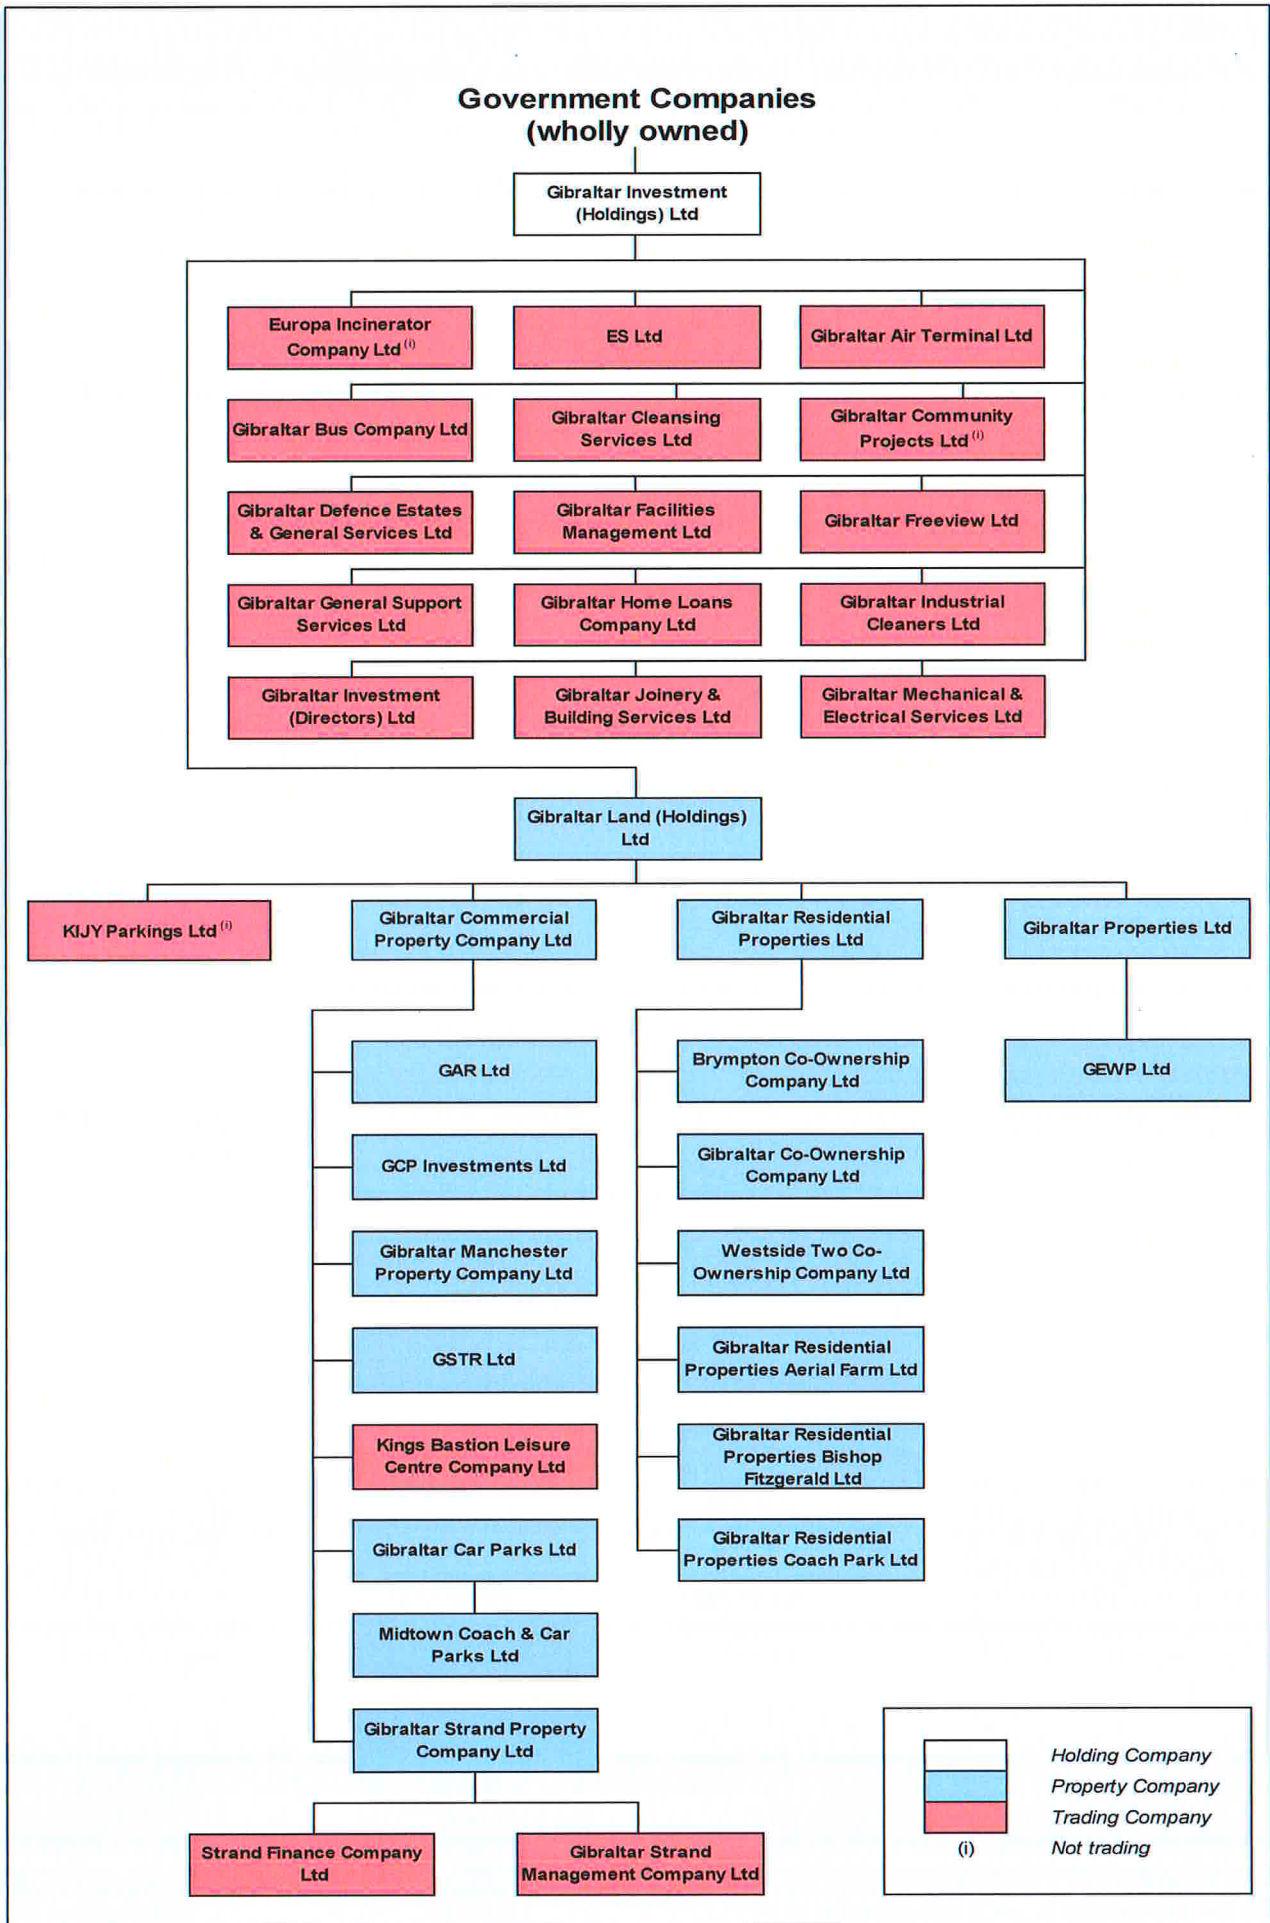 Government Companies
(wholly owned)
Gibraltar Investment
(Holdings) Ltd
Europa Incinerator
Company Ltd (i)
ES Ltd
Gibraltar Air Terminal Ltd
Gibraltar Bus Company Ltd
Gibraltar Cleansing
Services Ltd
Gibraltar Community
Projects Ltd (i)
Gibraltar Defence Estates
& General Services Ltd
Gibraltar Facilities
Management Ltd
Gibraltar Freeview Ltd
Gibraltar General Support
Services Ltd
Gibraltar Home Loans
Company Ltd
Gibraltar Industrial
Cleaners Ltd
Gibraltar Investment
(Directors) Ltd
Gibraltar Joinery &
Building Services Ltd
Gibraltar Mechanical &
Electrical Services Ltd
Gibraltar Land (Holdings)
Ltd
KIJY Parkings Ltd (i)
Gibraltar Commercial
Property Company Ltd
Gibraltar Residential
Properties Ltd
Gibraltar Properties Ltd
GAR Ltd
GCP Investments Ltd
Gibraltar Manchester
Property Company Ltd
GSTR Ltd
Kings Bastion Leisure
Centre Company Ltd
Gibraltar Car Parks Ltd
Midtown Coach & Car
Parks Ltd
Gibraltar Strand Property
Company Ltd
Strand Finance Company
Ltd
Gibraltar Strand
Management Company Ltd
Brympton Co-Ownership
Company Ltd
Gibraltar Co-Ownership
Company Ltd
Westside Two Co-
Ownership Company Ltd
Gibraltar Residential
Properties Aerial Farm Ltd
Gibraltar Residential
Properties Bishop
Fitzgerald Ltd
Gibraltar Residential
Properties Coach Park Ltd
GEWP Ltd
Holding Company
Property Company
Trading Company
(i) Not trading